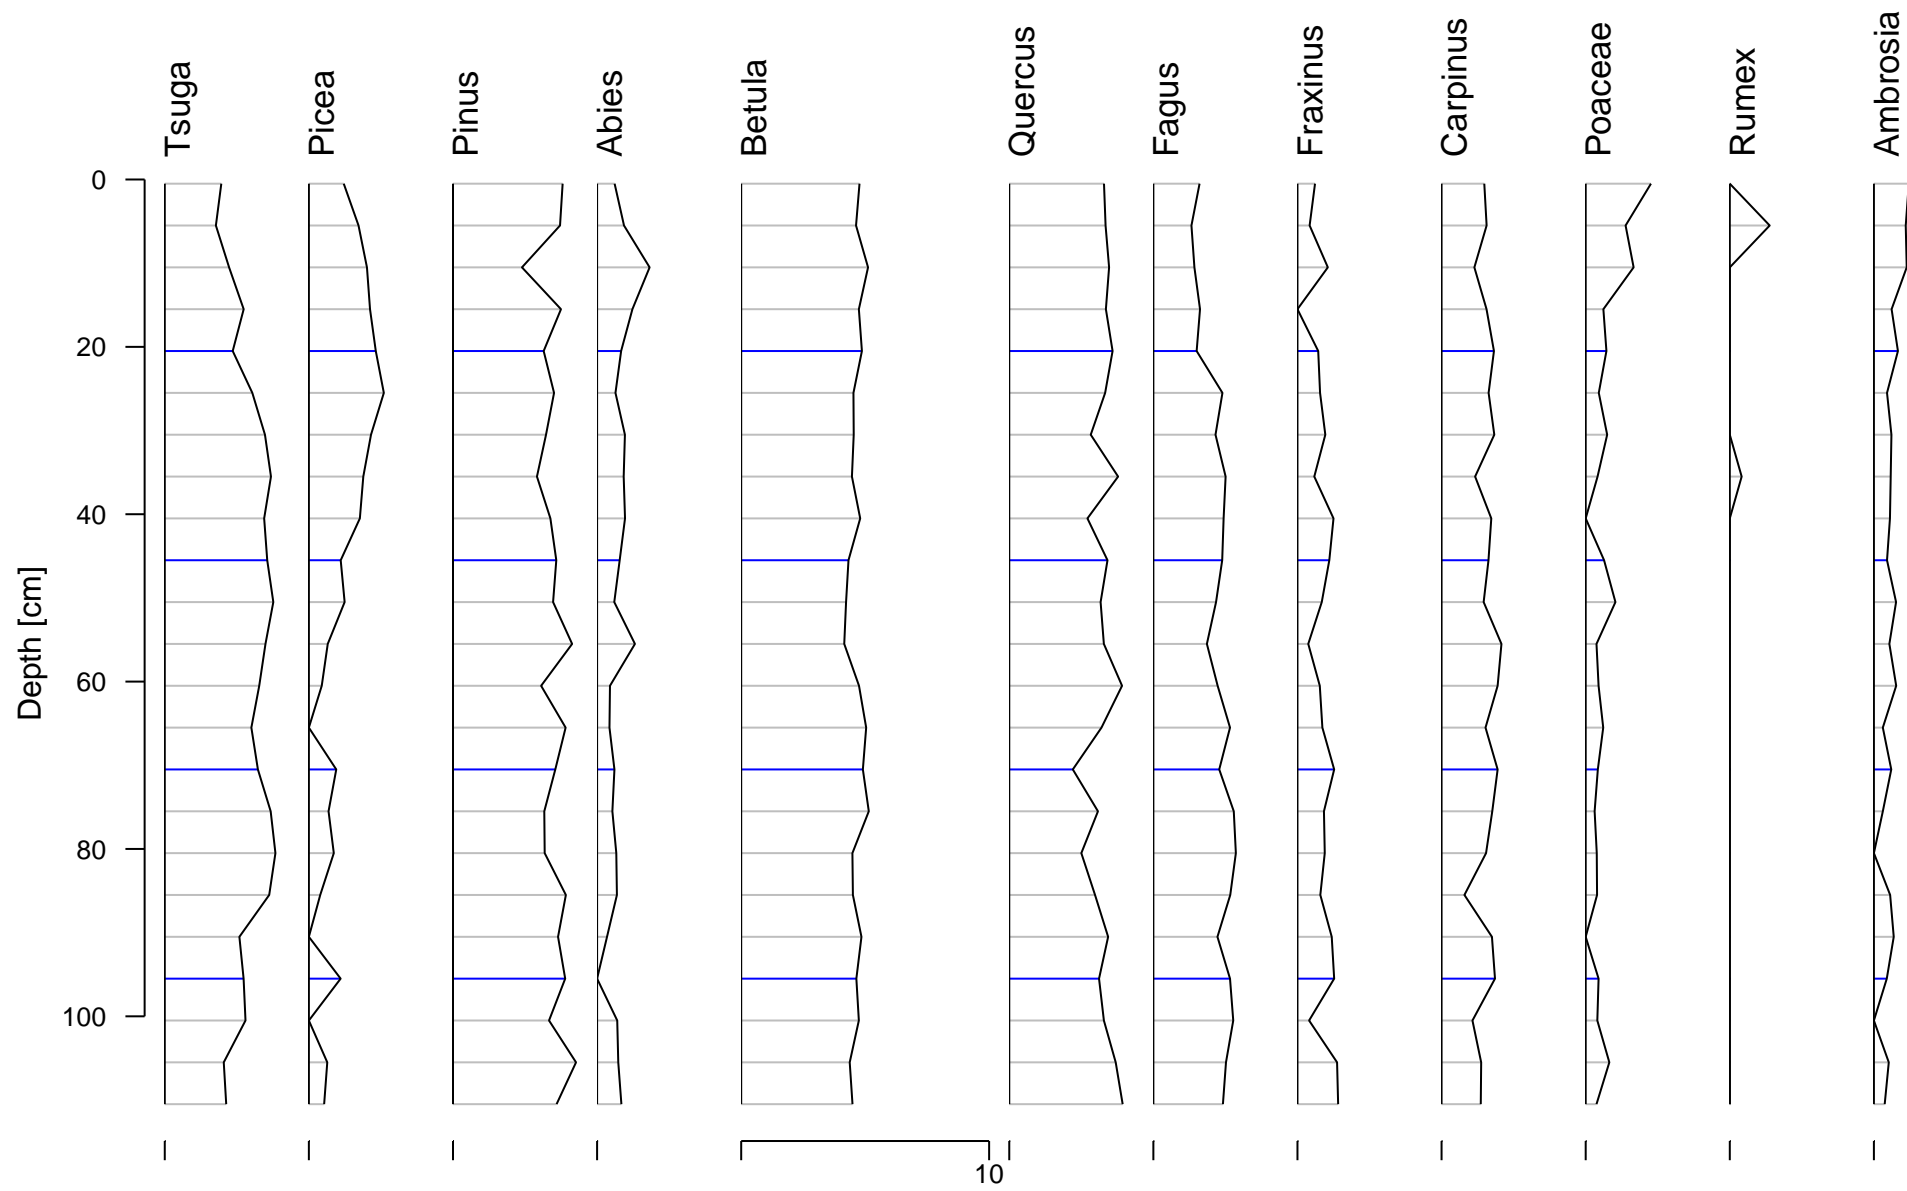 Tsuga
Picea
Pinus
Abies
Betula
Quercus
Fagus
Fraxinus
Carpinus
Poaceae
Rumex
Ambrosia
Depth [cm]
0
20
40
60
80
100
10